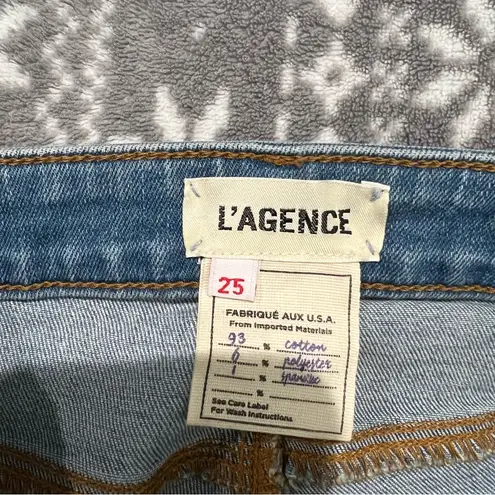 L'AGENCE
25
FABRIQUÉ AUX U.S.A.
From Imported Materials
93 % cotton
6 % polyester
1 % spandex
%
See Care Label
For Wash Instructions